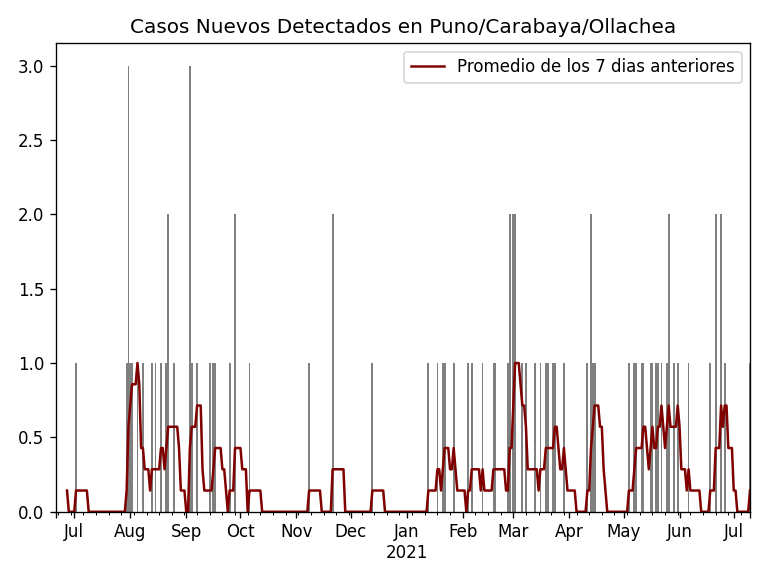 Casos Nuevos Detectados en Puno/Carabaya/Ollachea
Promedio de los 7 dias anteriores
3.0
2.5
2.0
1.5
1.0
0.5
0.0
Jul Aug Sep Oct Nov Dec Jan Feb Mar Apr May Jun Jul
2021